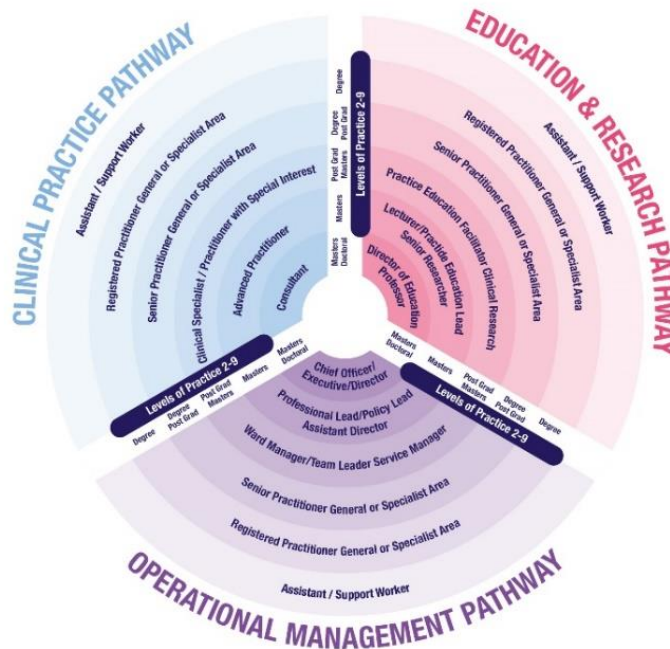 CLINICAL PRACTICE PATHWAY
Assistant / Support Worker
Registered Practitioner General or Specialist Area
Senior Practitioner General or Specialist Area
Clinical Specialist / Practitioner with Special Interest
Advanced Practitioner
Consultant
Levels of Practice 2-9
Degree
Degree
Post Grad
Post Grad
Masters
Masters
Masters
Doctoral
EDUCATION & RESEARCH PATHWAY
Assistant / Support Worker
Registered Practitioner General or Specialist Area
Senior Practitioner General or Specialist Area
Practice Education Facilitator Clinical Research
Lecturer/Practide Education Lead
Senior Researcher
Director of Education
Professor
Levels of Practice 2-9
Masters
Doctoral
Masters
Post Grad
Masters
Degree
Post Grad
Degree
Levels of Practice 2-9
Degree
Degree
Post Grad
Post Grad
Masters
Masters
Masters
Doctoral
Chief Officer/
Executive/Director
Professional Lead/Policy Lead
Assistant Director
Ward Manager/Team Leader Service Manager
Senior Practitioner General or Specialist Area
Registered Practitioner General or Specialist Area
Assistant / Support Worker
OPERATIONAL MANAGEMENT PATHWAY